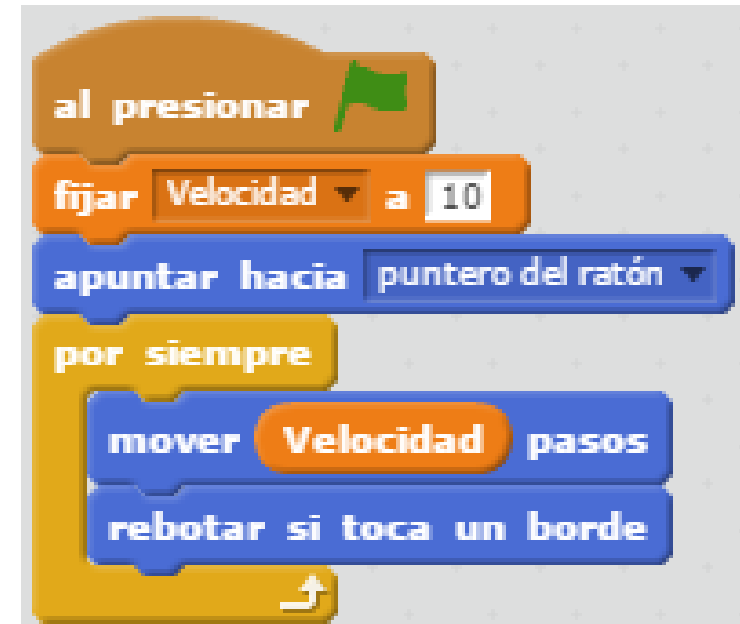 al presionar
fijar Velocidad a 10
apuntar hacia puntero del ratón
por siempre
mover Velocidad pasos
rebotar si toca un borde